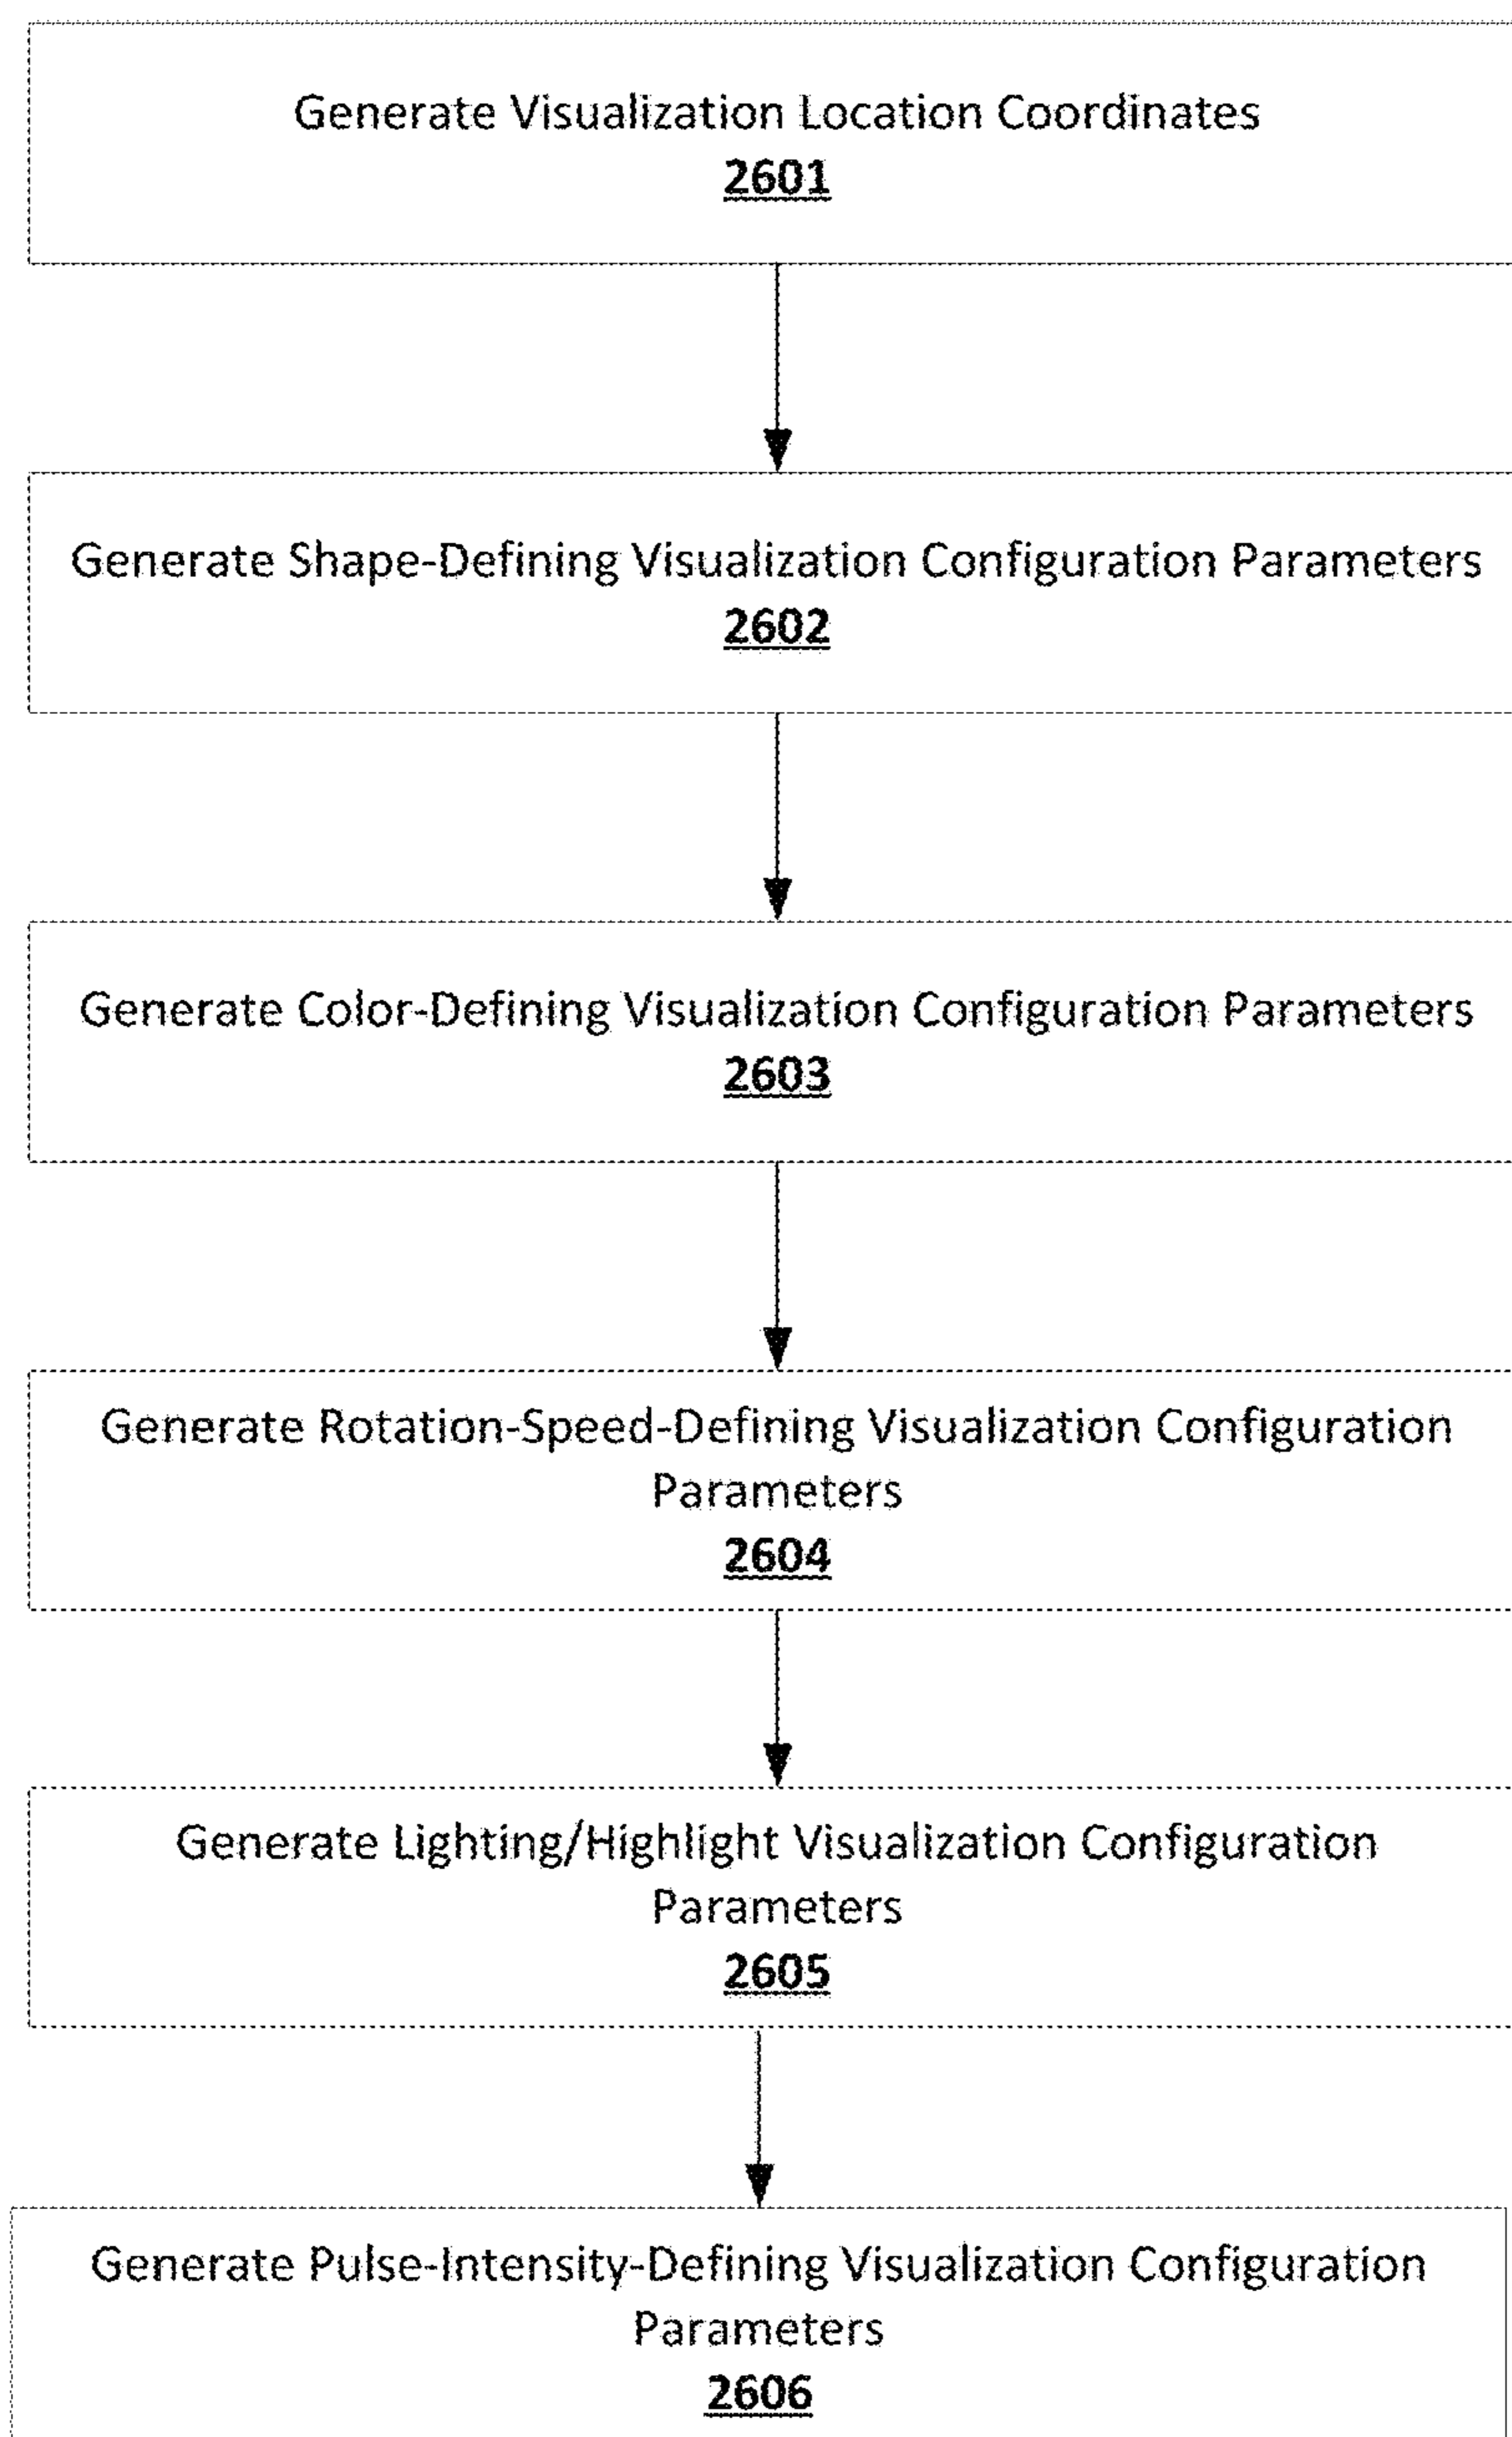 Generate Visualization Location Coordinates
2601
Generate Shape-Defining Visualization Configuration Parameters
2602
Generate Color-Defining Visualization Configuration Parameters
2603
Generate Rotation-Speed-Defining Visualization Configuration
Parameters
2604
Generate Lighting/Highlight Visualization Configuration
Parameters
2605
Generate Pulse-Intensity-Defining Visualization Configuration
Parameters
2606